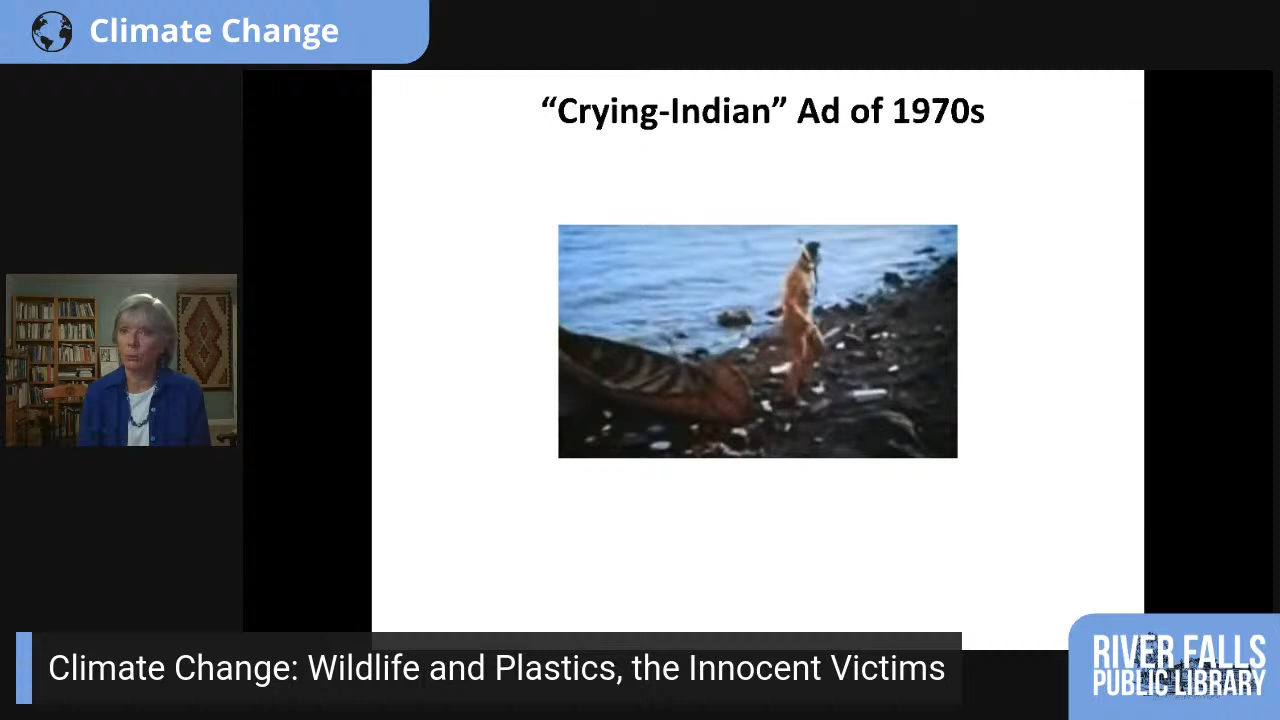 Climate Change
“Crying-Indian” Ad of 1970s
Climate Change: Wildlife and Plastics, the Innocent Victims
RIVER FALLS
PUBLIC LIBRARY